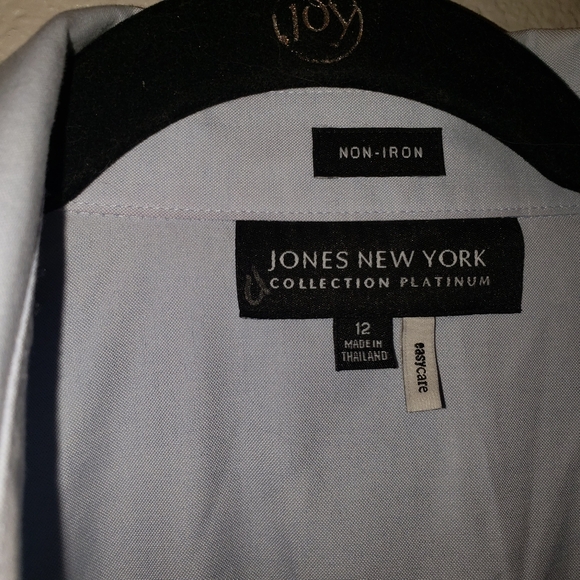 JOY
NON-IRON
JONES NEW YORK
COLLECTION PLATINUM
12
MADE IN
THAILAND
easycare